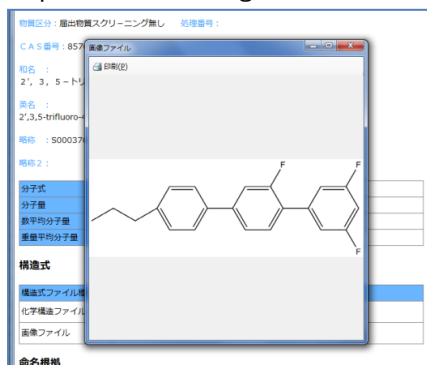 物質区分：届出物質スクリーニング無し　処理番号：
ＣＡＳ番号：857
和名　：
2'，3，5－トリ
英名　：
2',3,5-trifluoro-
略称　：S000376
略称２：
分子式
分子量
数平均分子量
重量平均分子量
構造式
構造式ファイル種
化学構造ファイル
画像ファイル
命名根拠
画像ファイル
印刷(P)
F
F
F